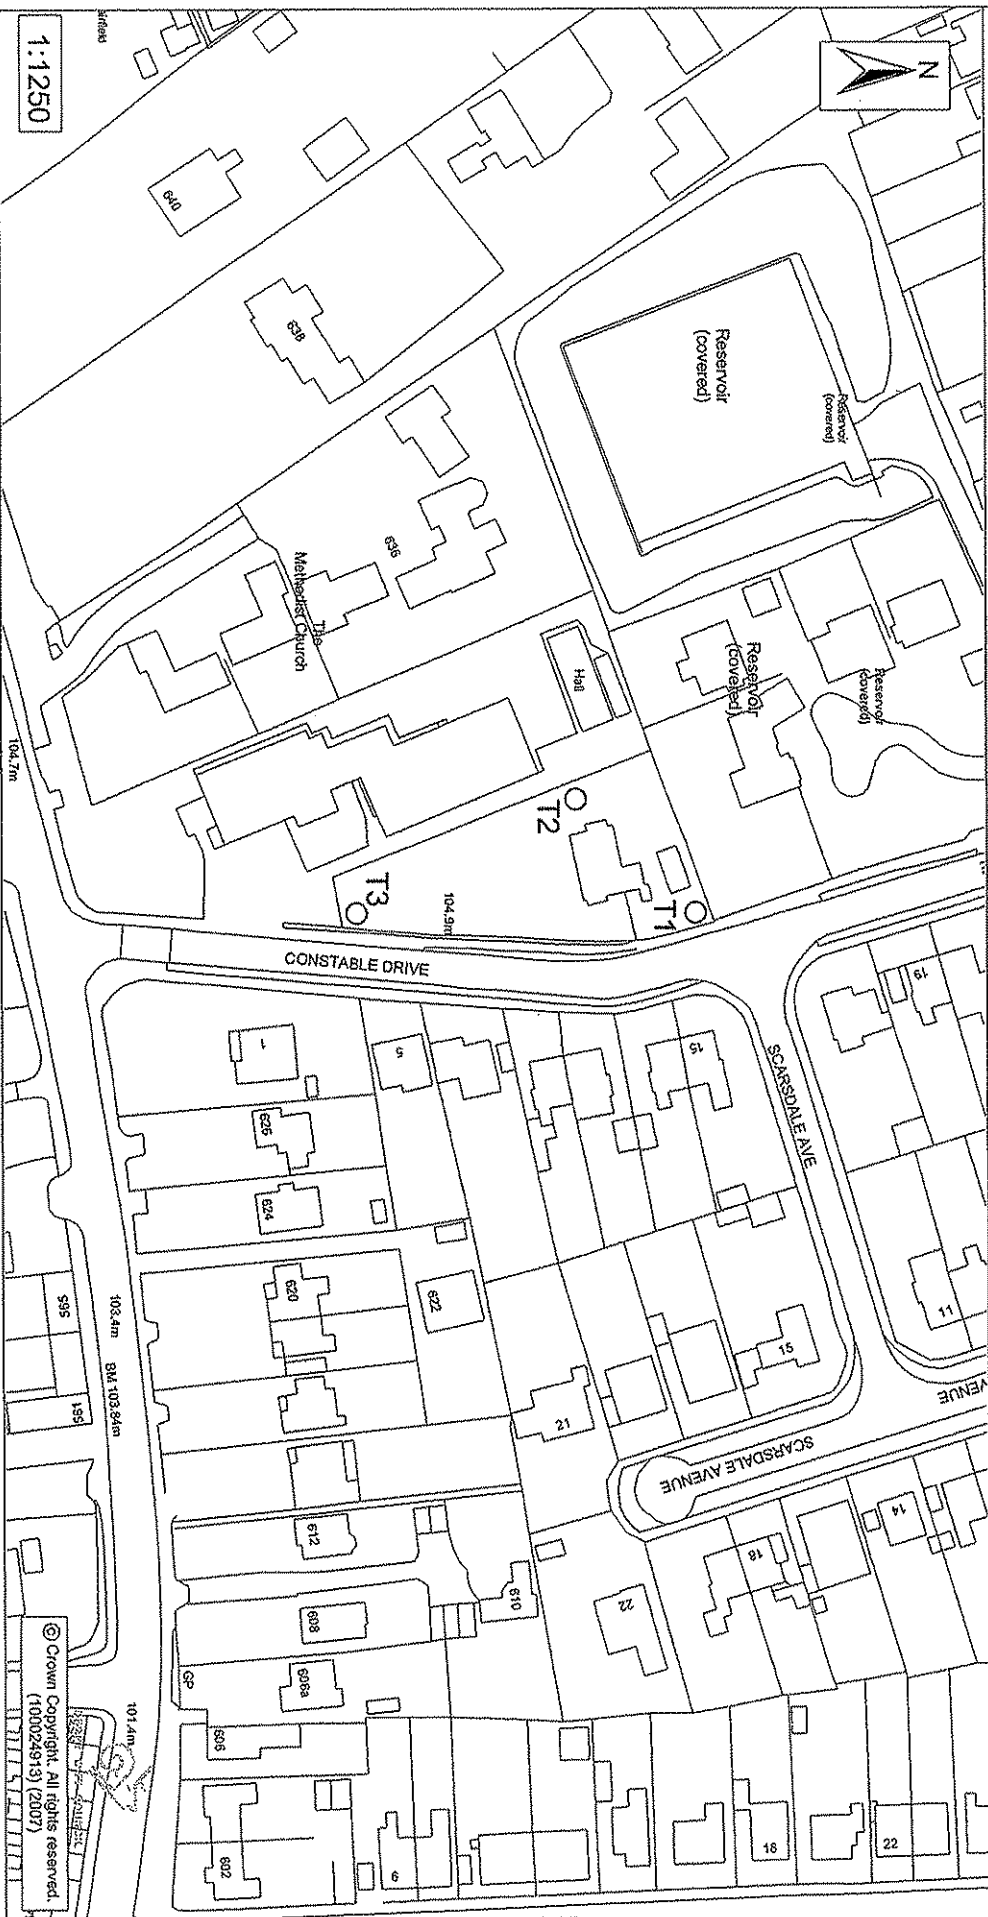 N
1:1250
640
638
636
The
Methodist Church
Reservoir
(covered)
Reservoir
(covered)
Reservoir
(covered)
Reservoir
(covered)
Hall
T1
T2
T3
104.7m
104.9m
CONSTABLE DRIVE
SCARSDALE AVE
SCARSDALE AVENUE
19
15
11
15
1
5
626
624
620
622
21
612
610
608
606a
606
602
GP
22
18
14
6
18
22
103.4m
BM 103.84m
101.4m
565
561
© Crown Copyright. All rights reserved.
(100024913) (2007)